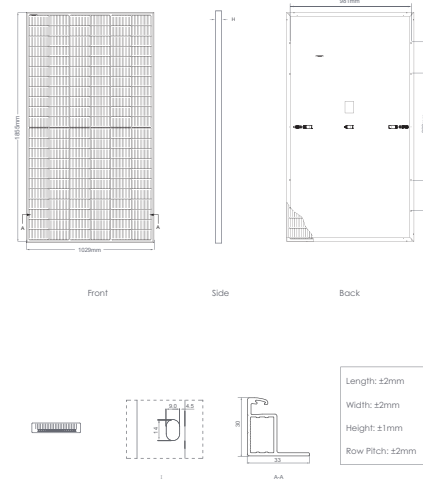 H
1855mm
A
A
1029mm
Front
Side
Back
9.0
4.5
14
30
33
A-A
Length: ±2mm
Width: ±2mm
Height: ±1mm
Row Pitch: ±2mm